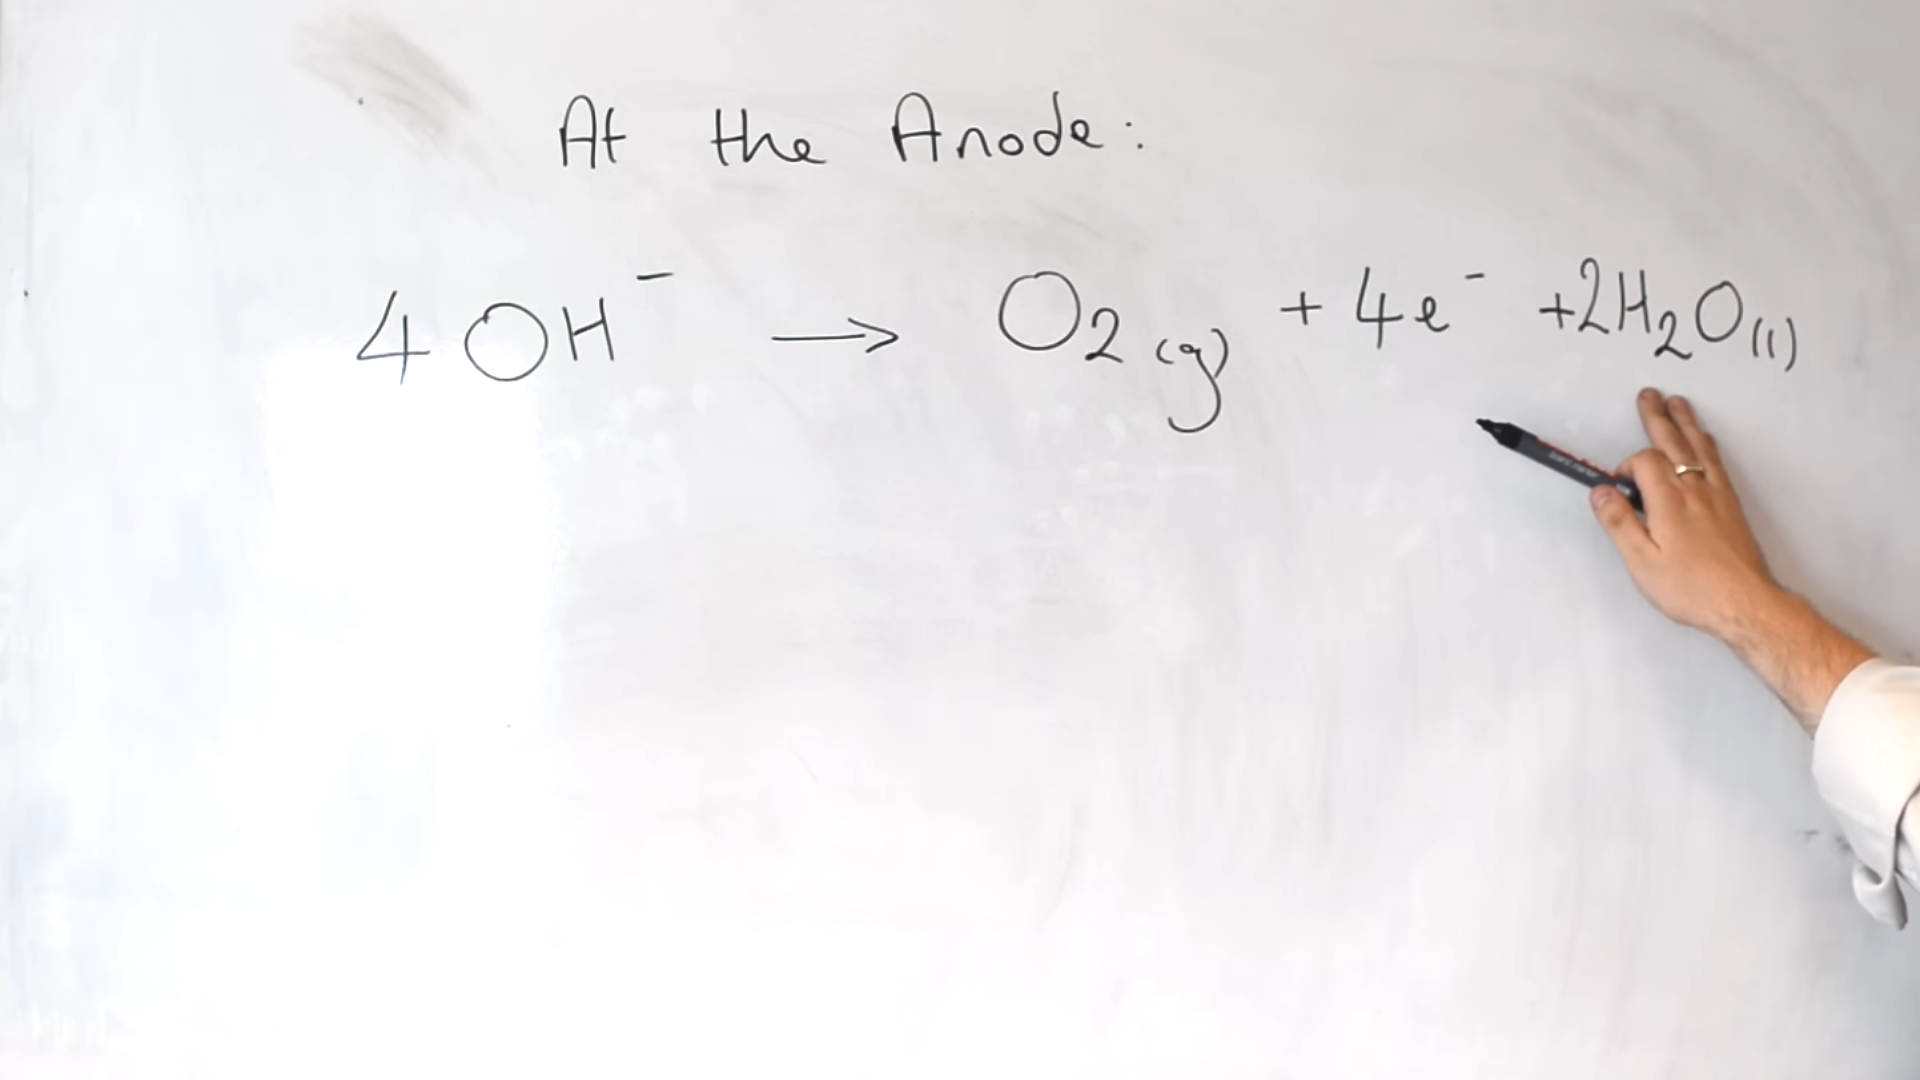 At the Anode:
4OH⁻ → O₂(g) + 4e⁻ + 2H₂O(l)